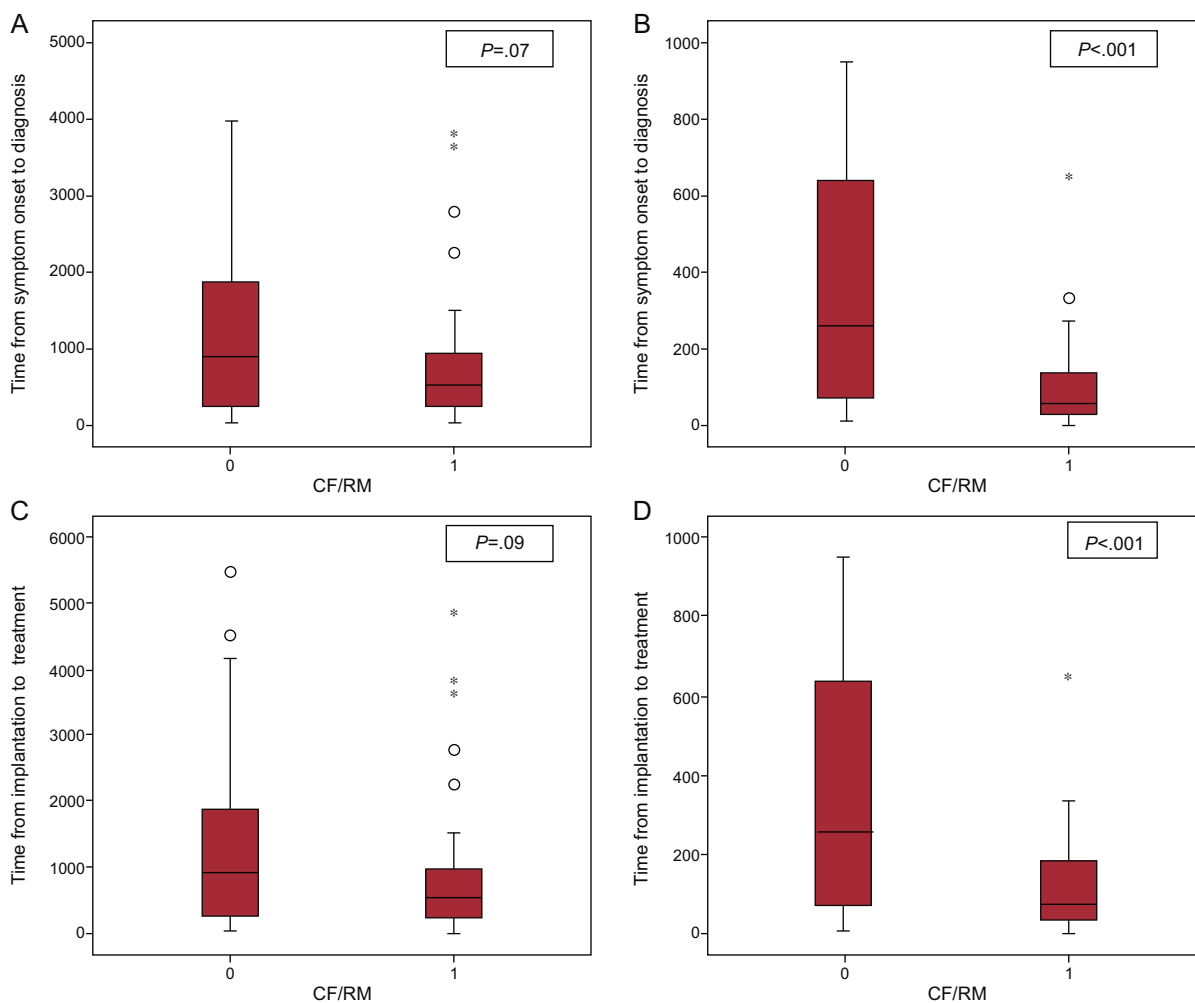 A
P=.07
Time from symptom onset to diagnosis
5000
4000
3000
2000
1000
0
0 1
CF/RM
B
P<.001
Time from symptom onset to diagnosis
1000
800
600
400
200
0
0 1
CF/RM
C
P=.09
Time from implantation to treatment
6000
5000
4000
3000
2000
1000
0
0 1
CF/RM
D
P<.001
Time from implantation to treatment
1000
800
600
400
200
0
0 1
CF/RM